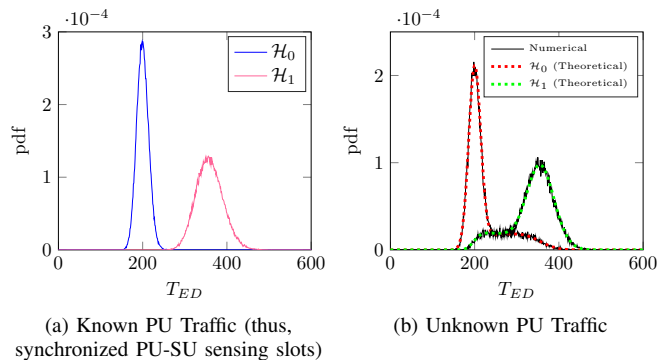 ·10⁻⁴
3
2
1
0
0 200 400 600
pdf
T_ED
H₀
H₁
(a) Known PU Traffic (thus,
synchronized PU-SU sensing slots)
·10⁻⁴
2
1
0
0 200 400 600
pdf
T_ED
Numerical
H₀ (Theoretical)
H₁ (Theoretical)
(b) Unknown PU Traffic